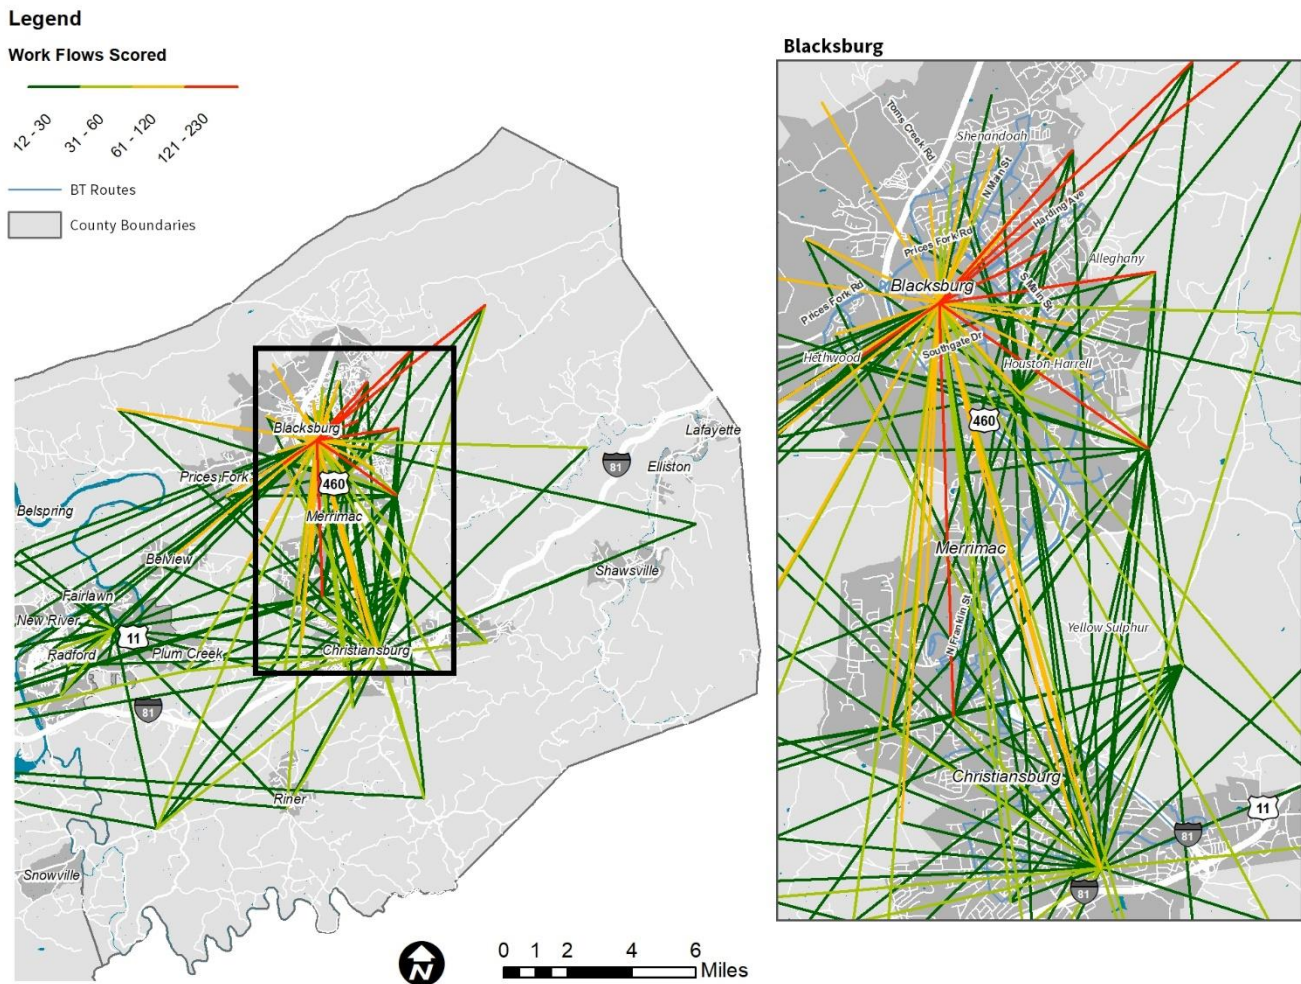 Legend
Work Flows Scored
12 - 30
31 - 60
61 - 120
121 - 230
BT Routes
County Boundaries
Blacksburg
Prices Fork
460
Belspring
Merrimac
Belview
Fairlawn
New River
11
Radford
Plum Creek
Christiansburg
81
Riner
Snowville
Lafayette
81
Elliston
Shawsville
N
0 1 2 4 6
Miles
Blacksburg
Toms Creek Rd
Shenandoah
N Main St
Harding Ave
Prices Fork Rd
Alleghany
Blacksburg
S Main St
Prices Fork Rd
Southgate Dr
Hethwood
Houston-Harrell
460
Merrimac
N Franklin St
Yellow Sulphur
Christiansburg
11
81
81